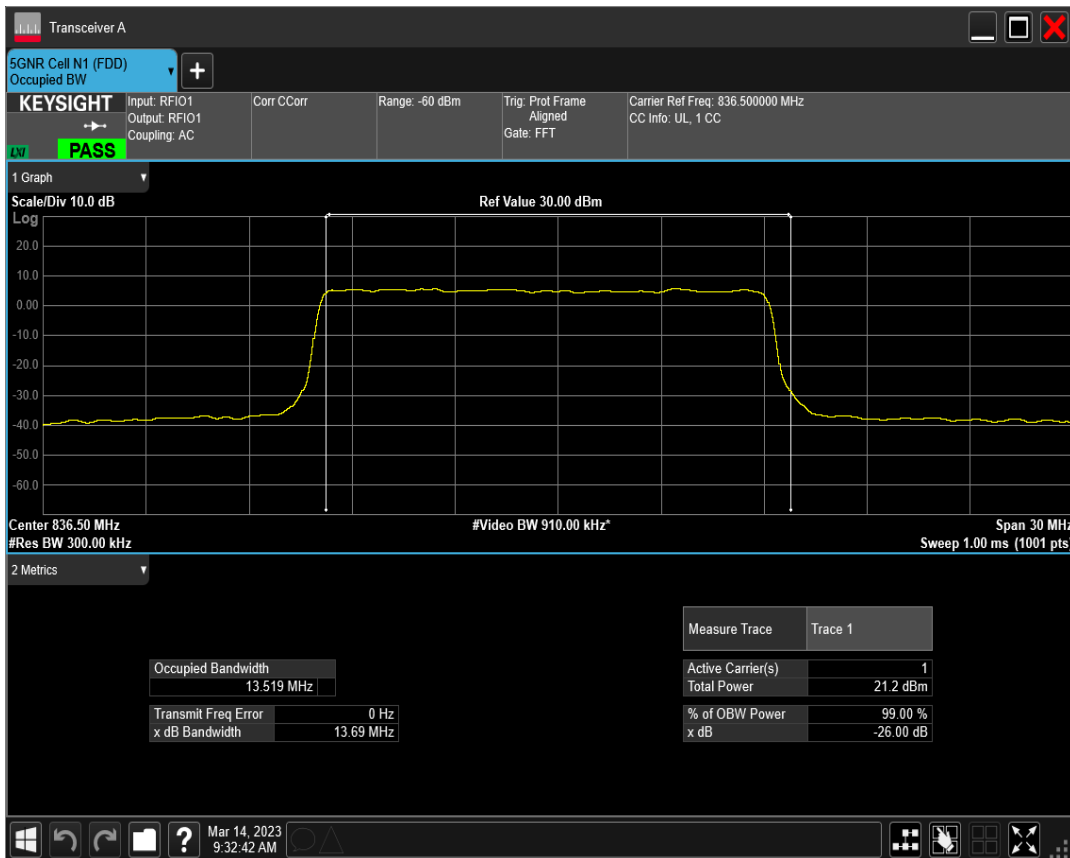 Transceiver A
5GNR Cell N1 (FDD)
Occupied BW
KEYSIGHT
LXI
PASS
Input: RFIO1
Output: RFIO1
Coupling: AC
Corr CCorr
Range: -60 dBm
Trig: Prot Frame
Aligned
Gate: FFT
Carrier Ref Freq: 836.500000 MHz
CC Info: UL, 1 CC
1 Graph
Scale/Div 10.0 dB
Ref Value 30.00 dBm
Log
20.0
10.0
0.00
-10.0
-20.0
-30.0
-40.0
-50.0
-60.0
Center 836.50 MHz
#Video BW 910.00 kHz*
Span 30 MHz
#Res BW 300.00 kHz
Sweep 1.00 ms (1001 pts)
2 Metrics
Measure Trace Trace 1
Occupied Bandwidth
13.519 MHz
Active Carrier(s) 1
Total Power 21.2 dBm
Transmit Freq Error 0 Hz
x dB Bandwidth 13.69 MHz
% of OBW Power 99.00 %
x dB -26.00 dB
Mar 14, 2023
9:32:42 AM